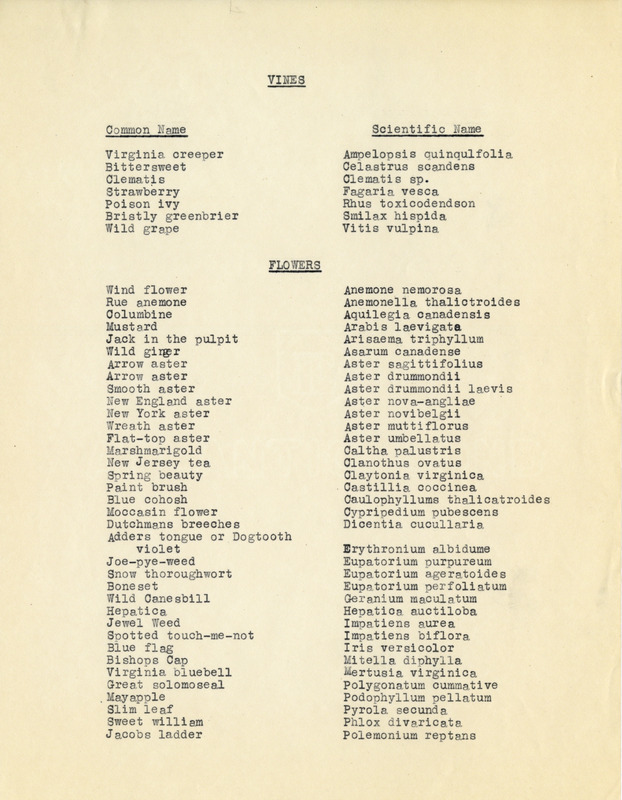 VINES
Common Name Scientific Name
Virginia creeper Ampelopsis quinqulfolia
Bittersweet Celastrus scandens
Clematis Clematis sp.
Strawberry Fagaria vesca
Poison ivy Rhus toxicodendson
Bristly greenbrier Smilax hispida
Wild grape Vitis vulpina
FLOWERS
Wind flower Anemone nemorosa
Rue anemone Anemonella thalictroides
Columbine Aquilegia canadensis
Mustard Arabis laevigata
Jack in the pulpit Arisaema triphyllum
Wild ginger Asarum canadense
Arrow aster Aster sagittifolius
Arrow aster Aster drummondii
Smooth aster Aster drummondii laevis
New England aster Aster nova-angliae
New York aster Aster novibelgii
Wreath aster Aster muttiflorus
Flat-top aster Aster umbellatus
Marshmarigold Caltha palustris
New Jersey tea Clanothus ovatus
Spring beauty Claytonia virginica
Paint brush Castillia coccinea
Blue cohosh Caulophyllums thalicatroides
Moccasin flower Cypripedium pubescens
Dutchmans breeches Dicentia cucullaria
Adders tongue or Dogtooth
violet Erythronium albidume
Joe-pye-weed Eupatorium purpureum
Snow thoroughwort Eupatorium ageratoides
Boneset Eupatorium perfoliatum
Wild Canesbill Geranium maculatum
Hepatica Hepatica auctiloba
Jewel Weed Impatiens aurea
Spotted touch-me-not Impatiens biflora
Blue flag Iris versicolor
Bishops Cap Mitella diphylla
Virginia bluebell Mertusia virginica
Great solomoseal Polygonatum cummative
Mayapple Podophyllum pellatum
Slim leaf Pyrola secunda
Sweet william Phlox divaricata
Jacobs ladder Polemonium reptans